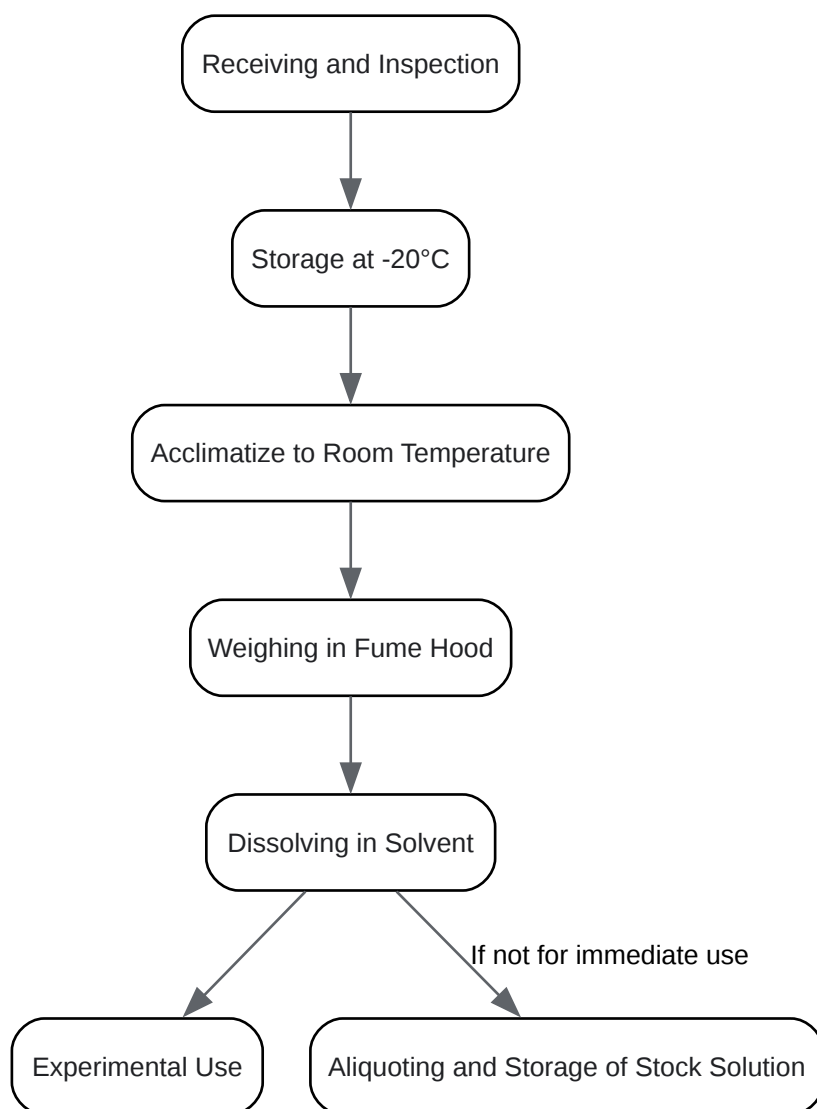 Receiving and Inspection
Storage at -20°C
Acclimatize to Room Temperature
Weighing in Fume Hood
Dissolving in Solvent
If not for immediate use
Experimental Use
Aliquoting and Storage of Stock Solution